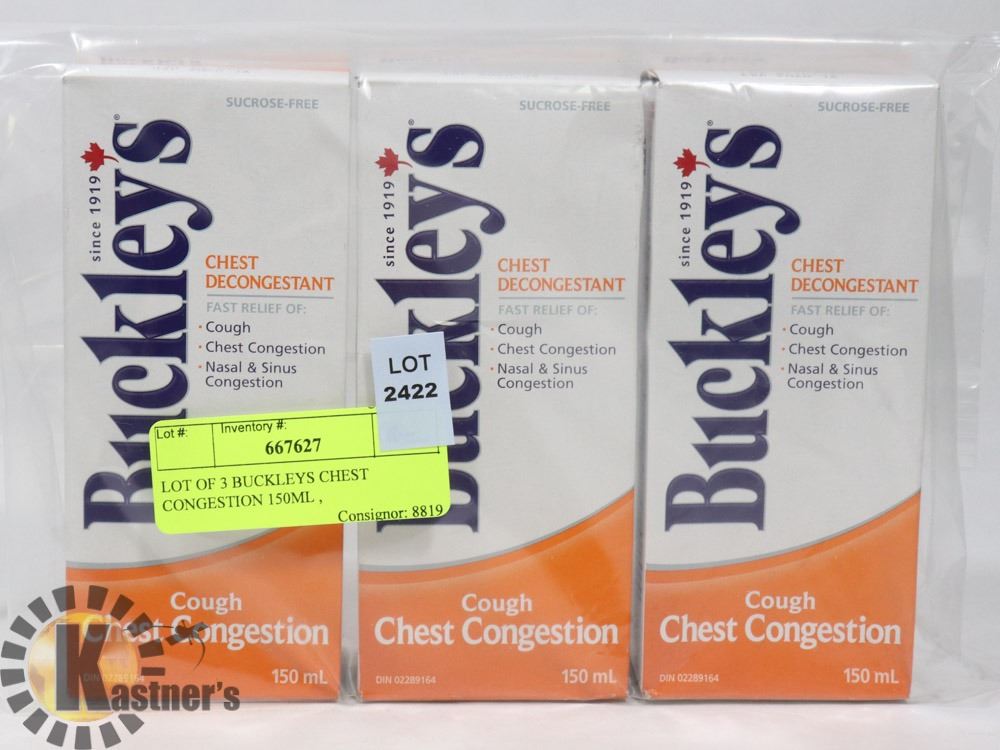 SUCROSE-FREE
since 1919
Buckley's®
CHEST
DECONGESTANT
FAST RELIEF OF:
· Cough
· Chest Congestion
· Nasal & Sinus
Congestion
Cough
Chest Congestion
DIN 02289164
150 mL
SUCROSE-FREE
since 1919
Buckley's®
CHEST
DECONGESTANT
FAST RELIEF OF:
· Cough
· Chest Congestion
· Nasal & Sinus
Congestion
Cough
Chest Congestion
DIN 02289164
150 mL
SUCROSE-FREE
since 1919
Buckley's®
CHEST
DECONGESTANT
FAST RELIEF OF:
· Cough
· Chest Congestion
· Nasal & Sinus
Congestion
Cough
Chest Congestion
DIN 02289164
150 mL
LOT
2422
Lot #:
Inventory #:
667627
LOT OF 3 BUCKLEYS CHEST
CONGESTION 150ML ,
Consignor: 8819
Kastner's